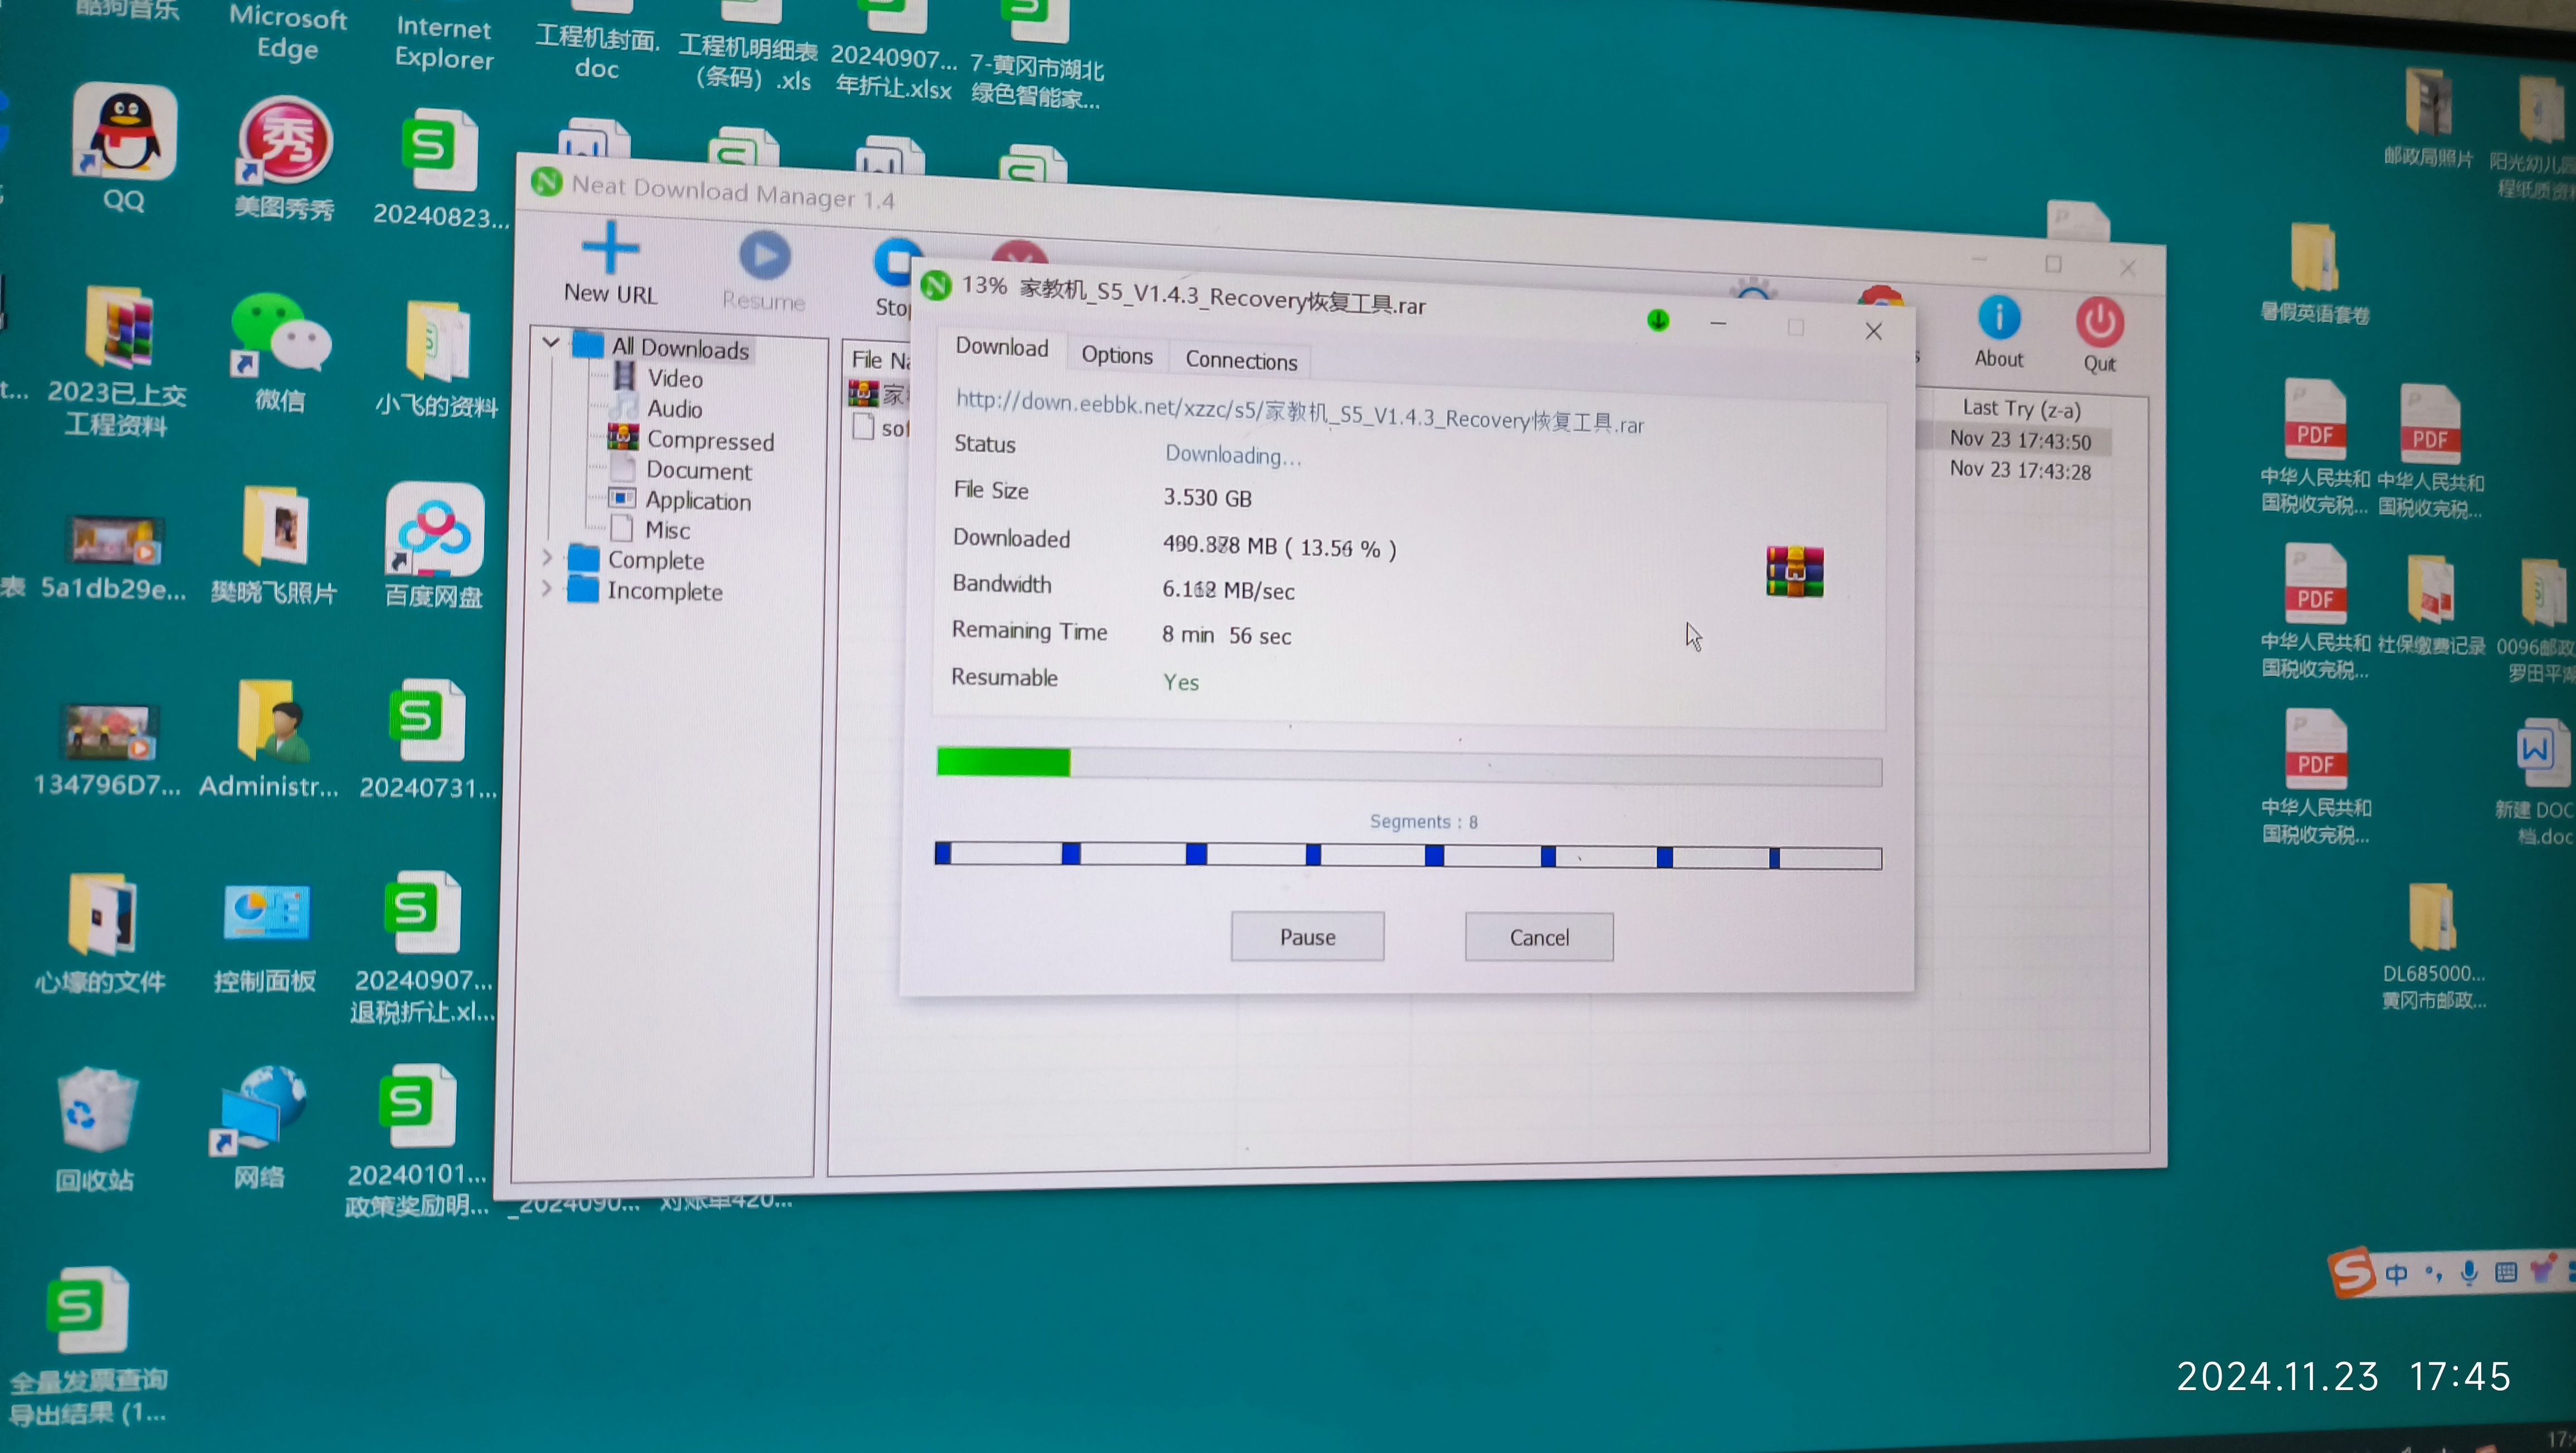 酷狗音乐
Microsoft
Edge
Internet
Explorer
工程机封面.
doc
工程机明细表
（条码）.xls
20240907...
年折让.xlsx
7-黄冈市湖北
绿色智能家...
QQ
美图秀秀
20240823...
2023已上交
工程资料
微信
小飞的资料
表
5a1db29e...
樊晓飞照片
百度网盘
134796D7...
Administr...
20240731...
心壕的文件
控制面板
20240907...
退税折让.xl...
回收站
网络
20240101...
政策奖励明...
_2024090...
对账单420...
全量发票查询
导出结果 (1...
Neat Download Manager 1.4
New URL
Resume
Stop
About
Quit
All Downloads
Video
Audio
Compressed
Document
Application
Misc
Complete
Incomplete
File Na
家
sof
Last Try (z-a)
Nov 23 17:43:50
Nov 23 17:43:28
13% 家教机_S5_V1.4.3_Recovery恢复工具.rar
Download
Options
Connections
http://down.eebbk.net/xzzc/s5/家教机_S5_V1.4.3_Recovery恢复工具.rar
Status
Downloading...
File Size
3.530 GB
Downloaded
MB ( 13.5 % )
Bandwidth
MB/sec
Remaining Time
8 min 56 sec
Resumable
Yes
Segments : 8
Pause
Cancel
邮政局照片
阳光幼儿园
程纸质资料
暑假英语套卷
PDF
中华人民共和
国税收完税...
PDF
中华人民共和
国税收完税...
PDF
中华人民共和
国税收完税...
社保缴费记录
0096邮政
罗田平湖
PDF
中华人民共和
国税收完税...
新建 DOC
档.doc
DL685000...
黄冈市邮政...
中
2024.11.23 17:45